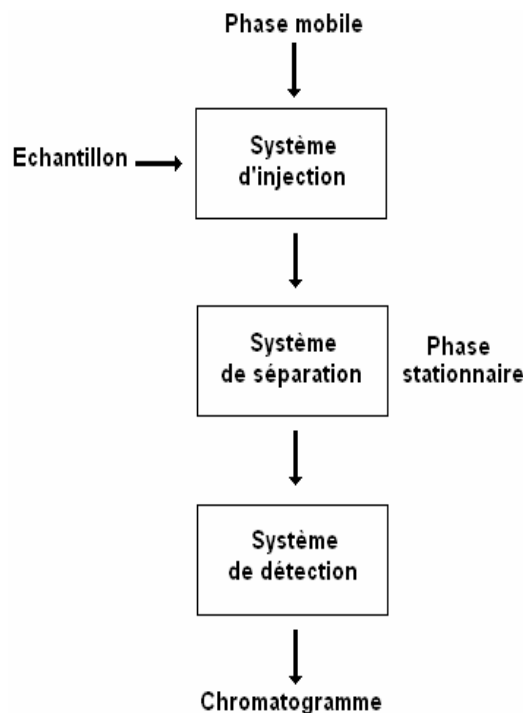 Phase mobile
Echantillon
Système
d'injection
Système
de séparation
Phase
stationnaire
Système
de détection
Chromatogramme